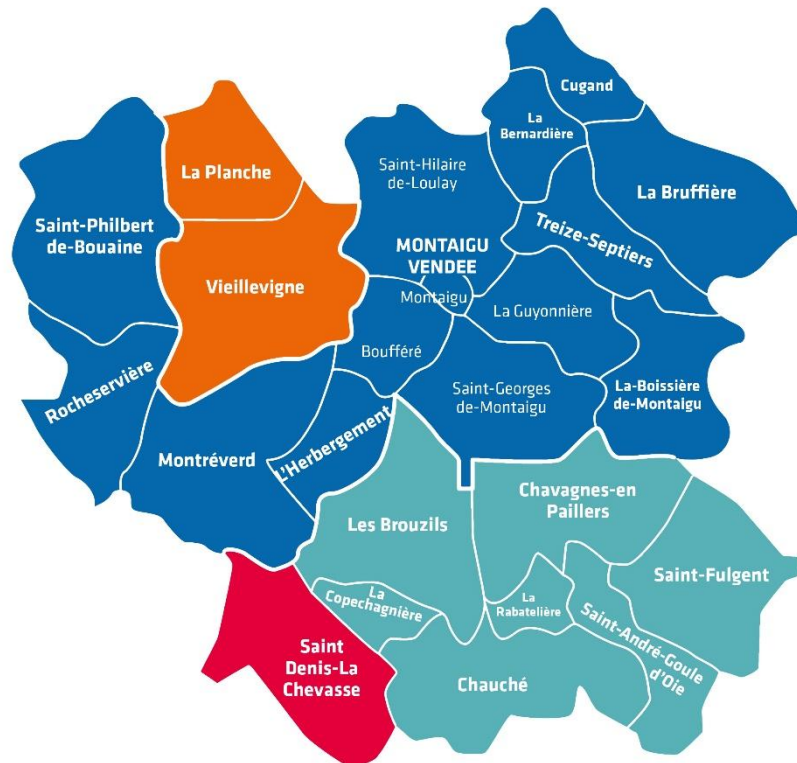 Cugand
La
Bernardière
La Planche
Saint-Hilaire
de-Loulay
La Bruffière
Saint-Philbert
de-Bouaine
Treize-Septiers
MONTAIGU
VENDEE
Vieillevigne
Montaigu
La Guyonnière
Boufféré
Rocheservière
Saint-Georges
de-Montaigu
La-Boissière
de-Montaigu
L'Herbergement
Montréverd
Chavagnes-en
Paillers
Les Brouzils
Saint-Fulgent
La
Copechagnière
La
Rabatelière
Saint-André-Goule
d'Oie
Saint
Denis-La
Chevasse
Chauché